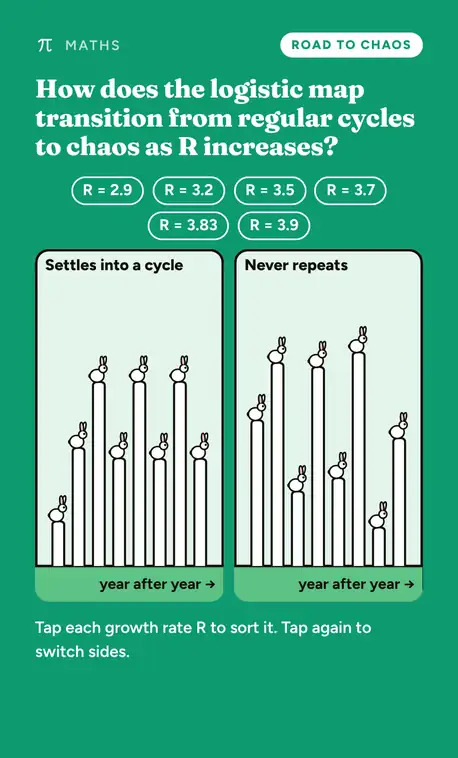 π MATHS
ROAD TO CHAOS
How does the logistic map
transition from regular cycles
to chaos as R increases?
R = 2.9
R = 3.2
R = 3.5
R = 3.7
R = 3.83
R = 3.9
Settles into a cycle
Never repeats
year after year →
year after year →
Tap each growth rate R to sort it. Tap again to
switch sides.